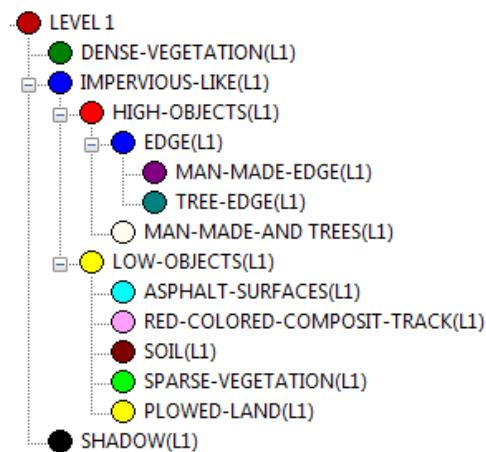 LEVEL 1
DENSE-VEGETATION(L1)
IMPERVIOUS-LIKE(L1)
HIGH-OBJECTS(L1)
EDGE(L1)
MAN-MADE-EDGE(L1)
TREE-EDGE(L1)
MAN-MADE-AND TREES(L1)
LOW-OBJECTS(L1)
ASPHALT-SURFACES(L1)
RED-COLORED-COMPOSIT-TRACK(L1)
SOIL(L1)
SPARSE-VEGETATION(L1)
PLOWED-LAND(L1)
SHADOW(L1)